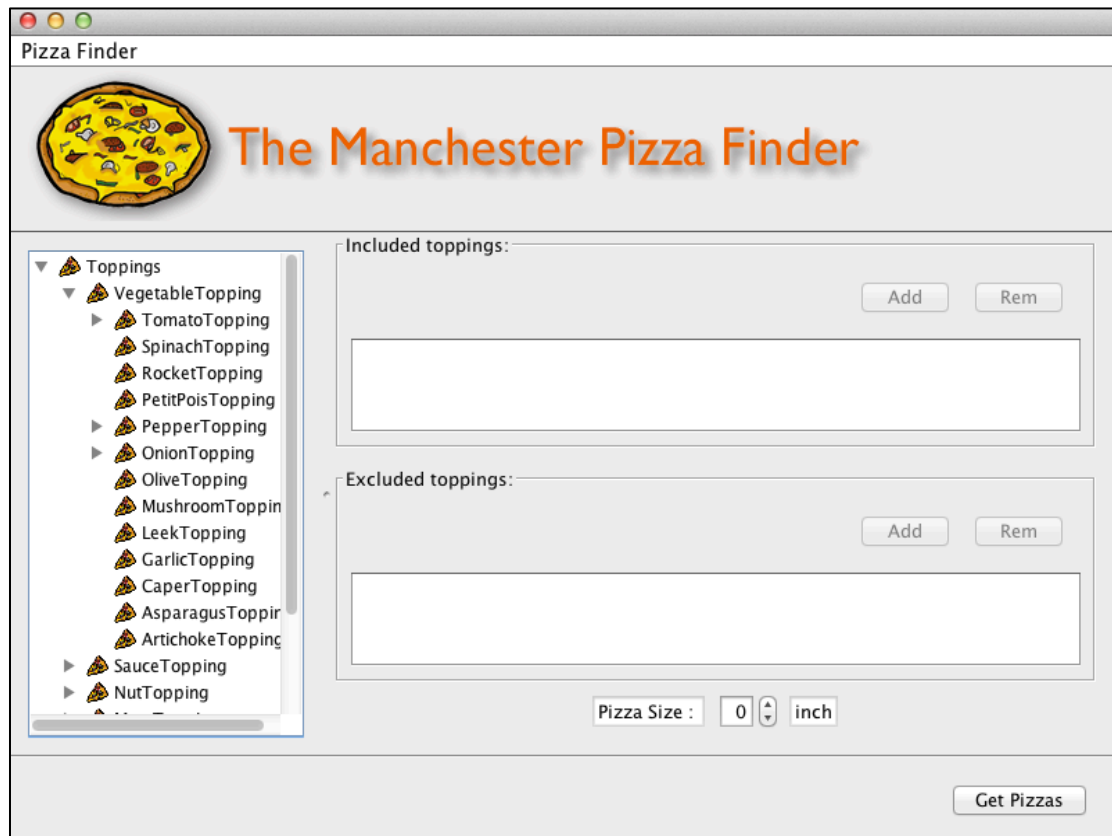 Pizza Finder
The Manchester Pizza Finder
Toppings
VegetableTopping
TomatoTopping
SpinachTopping
RocketTopping
PetitPoisTopping
PepperTopping
OnionTopping
OliveTopping
MushroomToppin
LeekTopping
GarlicTopping
CaperTopping
AsparagusToppin
ArtichokeTopping
SauceTopping
NutTopping
Included toppings:
Add Rem
Excluded toppings:
Add Rem
Pizza Size : 0 inch
Get Pizzas